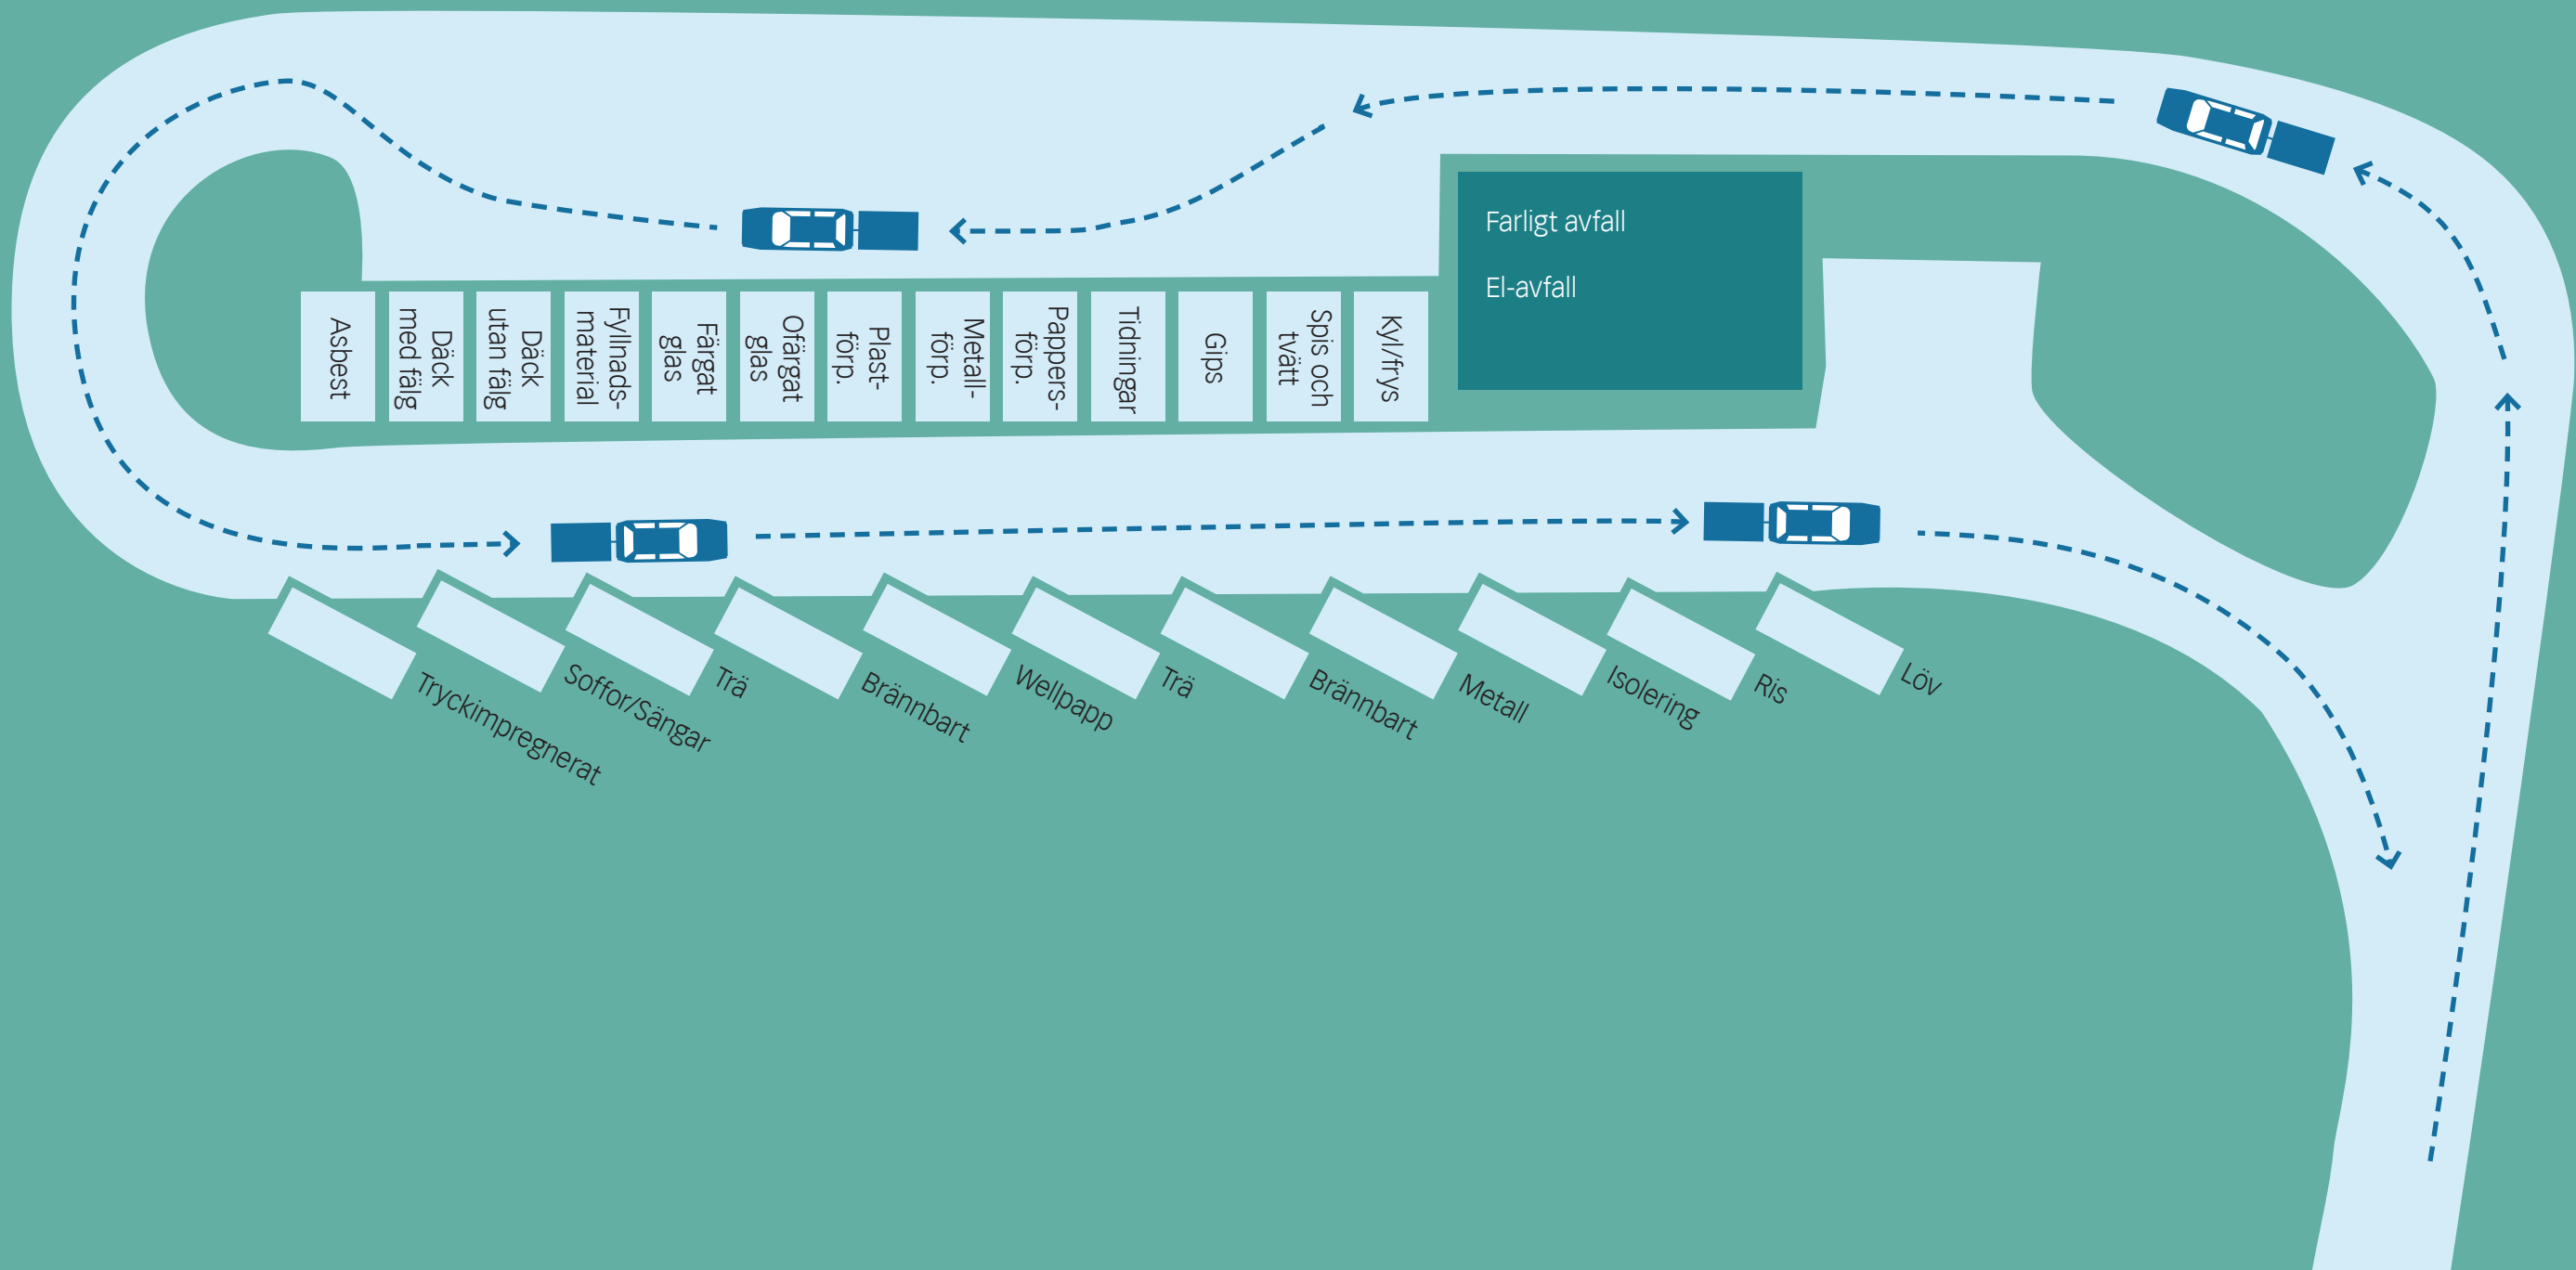 Farligt avfall
El-avfall
Asbest
Däck
med fälg
Däck
utan fälg
Fyllnads-
material
Färgat
glas
Ofärgat
glas
Plast-
förp.
Metall-
förp.
Pappers-
förp.
Tidningar
Gips
Spis och
tvätt
Kyl/frys
Tryckimpregnerat
Soffor/Sängar
Trä
Brännbart
Wellpapp
Trä
Brännbart
Metall
Isolering
Ris
Löv